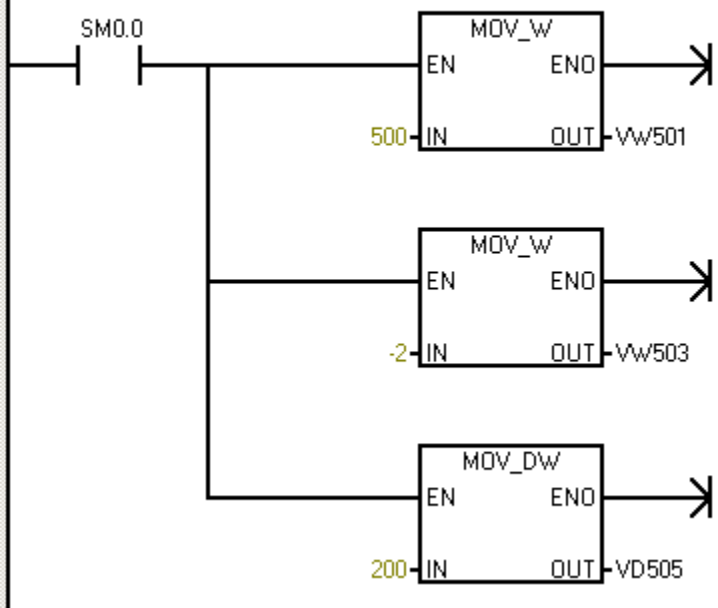 SM0.0
MOV_W
EN ENO
500 IN OUT VW501
MOV_W
EN ENO
-2 IN OUT VW503
MOV_DW
EN ENO
200 IN OUT VD505